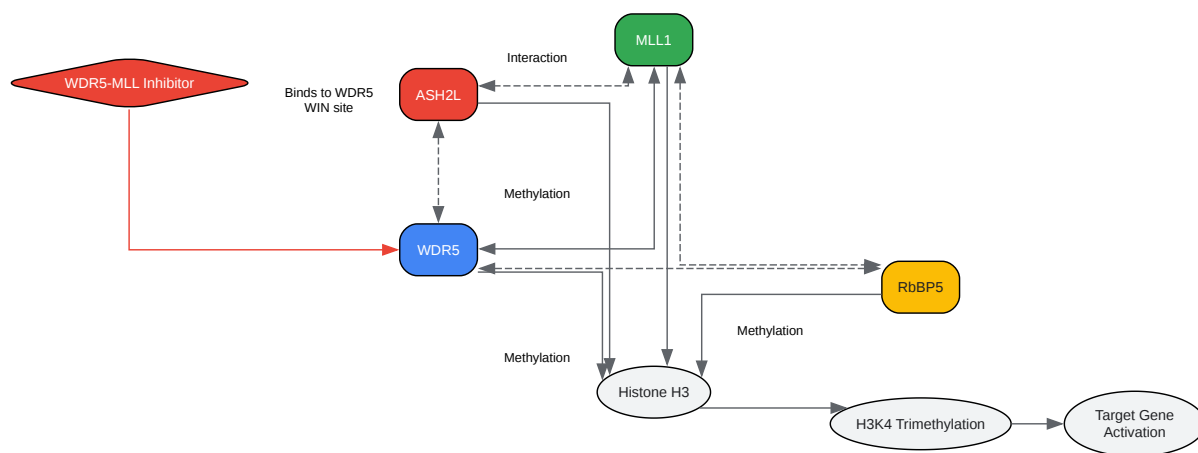 MLL1
Interaction
WDR5-MLL Inhibitor
ASH2L
Binds to WDR5
WIN site
Methylation
WDR5
RbBP5
Methylation
Methylation
Histone H3
H3K4 Trimethylation
Target Gene
Activation